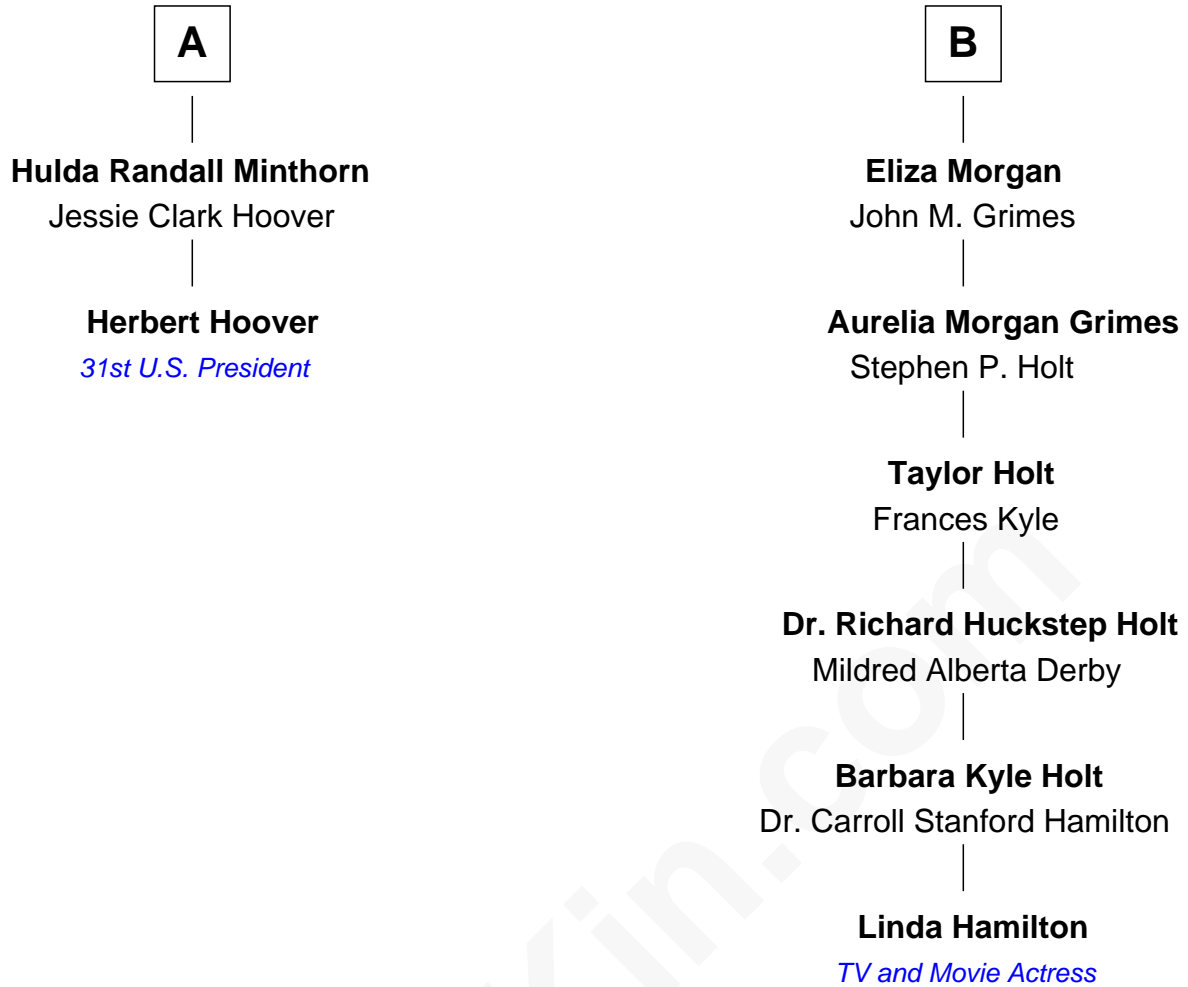 A
Hulda Randall Minthorn
Jessie Clark Hoover
Herbert Hoover
31st U.S. President
B
Eliza Morgan
John M. Grimes
Aurelia Morgan Grimes
Stephen P. Holt
Taylor Holt
Frances Kyle
Dr. Richard Huckstep Holt
Mildred Alberta Derby
Barbara Kyle Holt
Dr. Carroll Stanford Hamilton
Linda Hamilton
TV and Movie Actress